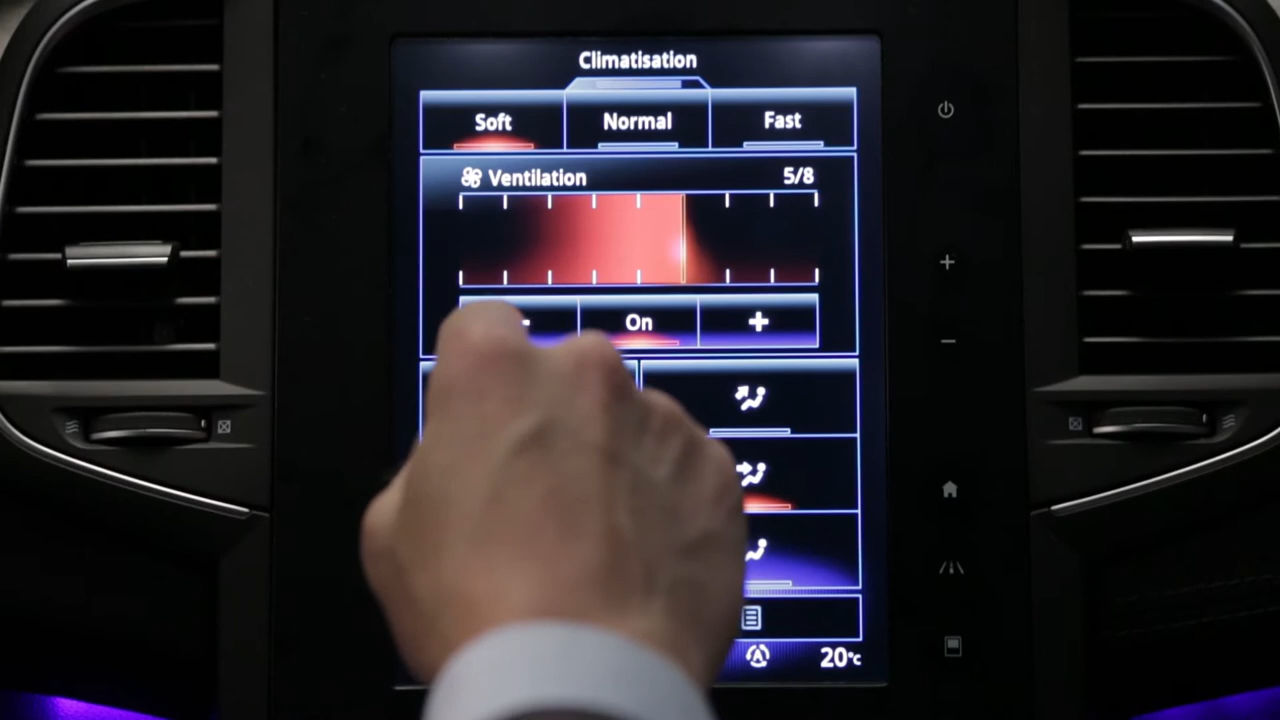 Climatisation
Soft Normal Fast
Ventilation 5/8
- On +
20°c